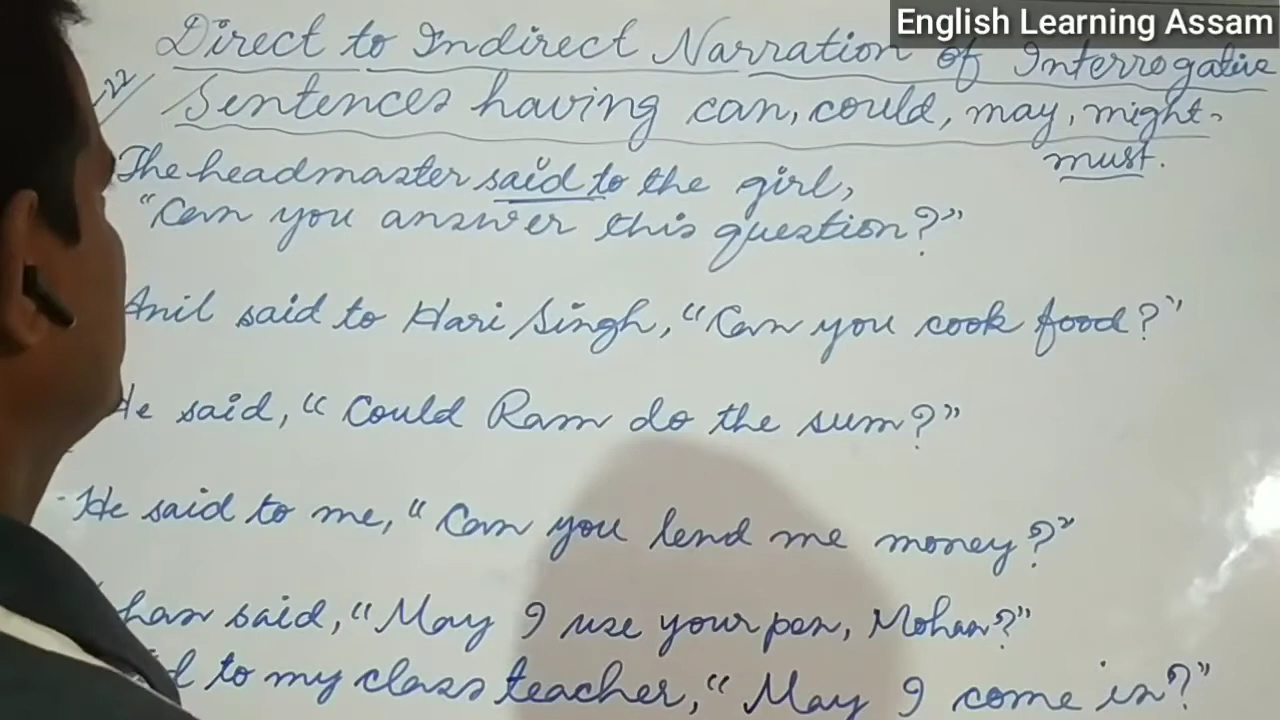 English Learning Assam
Direct to Indirect Narration of Interrogative
-22
Sentences having can, could, may, might,
must.
The headmaster said to the girl,
"Can you answer this question?"
Anil said to Hari Singh, "Can you cook food?"
He said, "Could Ram do the sum?"
He said to me, "Can you lend me money?"
said, "May I use your pen, Mohan?"
to my class teacher, "May I come in?"